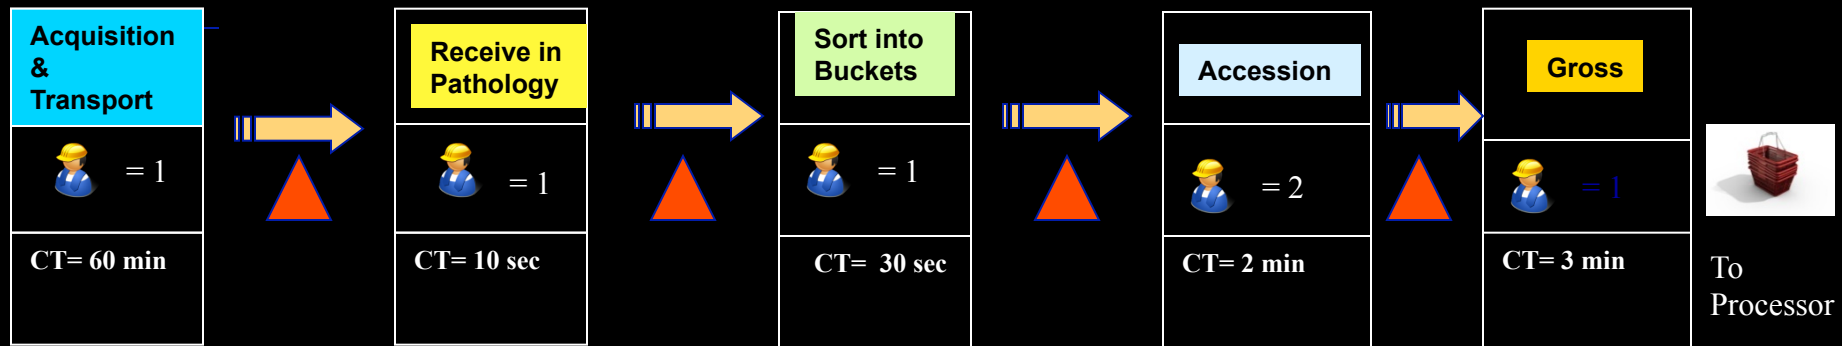 Acquisition
&
Transport
= 1
CT= 60 min
Receive in
Pathology
= 1
CT= 10 sec
Sort into
Buckets
= 1
CT= 30 sec
Accession
= 2
CT= 2 min
Gross
= 1
CT= 3 min
To
Processor